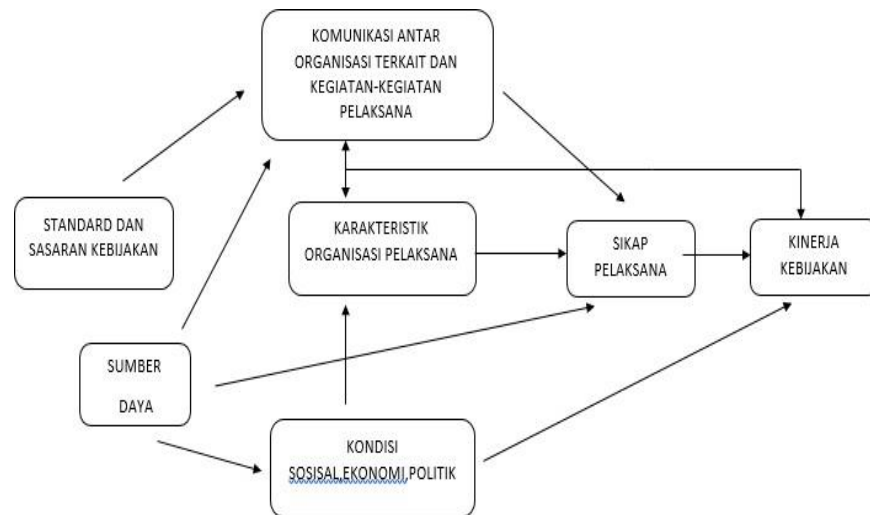 KOMUNIKASI ANTAR
ORGANISASI TERKAIT DAN
KEGIATAN-KEGIATAN
PELAKSANA
STANDARD DAN
SASARAN KEBIJAKAN
KARAKTERISTIK
ORGANISASI PELAKSANA
SIKAP
PELAKSANA
KINERJA
KEBIJAKAN
SUMBER
DAYA
KONDISI
SOSISAL,EKONOMI,POLITIK